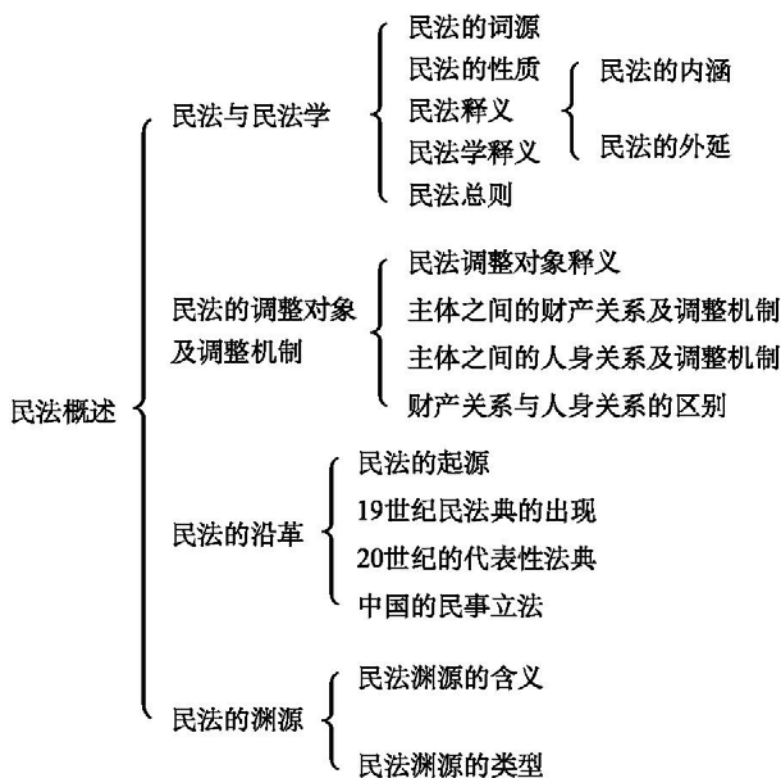 民法概述
民法与民法学
民法的词源
民法的性质
民法释义
民法的内涵
民法的外延
民法学释义
民法总则
民法的调整对象
及调整机制
民法调整对象释义
主体之间的财产关系及调整机制
主体之间的人身关系及调整机制
财产关系与人身关系的区别
民法的沿革
民法的起源
19世纪民法典的出现
20世纪的代表性法典
中国的民事立法
民法的渊源
民法渊源的含义
民法渊源的类型